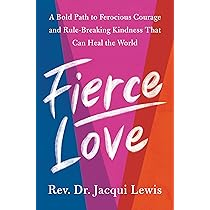 A Bold Path to Ferocious Courage
and Rule-Breaking Kindness That
Can Heal the World
Fierce
Love
Rev. Dr. Jacqui Lewis